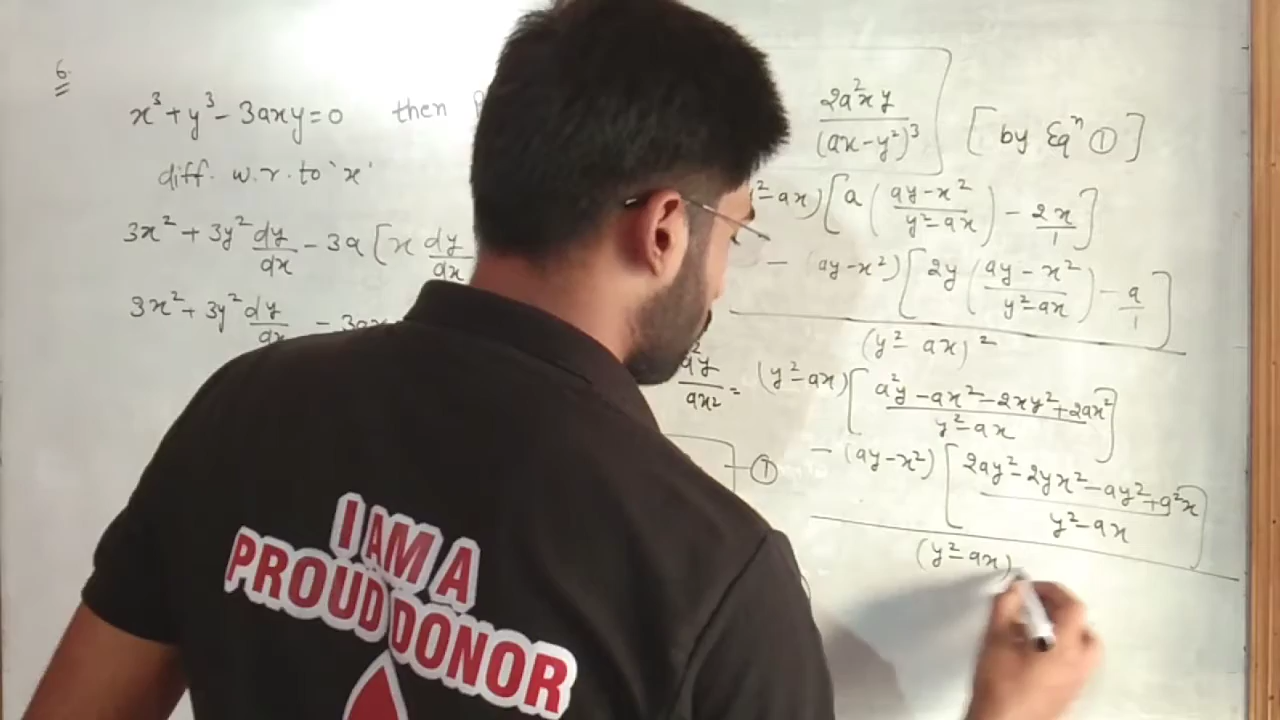 6.
x³ + y³ - 3axy = 0 then
diff. w.r. to 'x'
3x² + 3y² dy/dx - 3a [x dy/dx
3x² + 3y² dy/dx - 3ax
2a²xy/(ax-y²)³ [by Eqⁿ ①]
²-ax) [a (ay-x²/y²-ax) - 2x/1]
- (ay-x²) [2y (ay-x²/y²-ax) - a/1]
(y²-ax)²
d²y/dx² = (y²-ax) [a²y - ax² - 2xy² + 2ax²/y²-ax]
- (ay-x²) [2ay² - 2yx² - ay² + a²x/y²-ax]
(y²-ax)
①
I AM A
PROUD DONOR